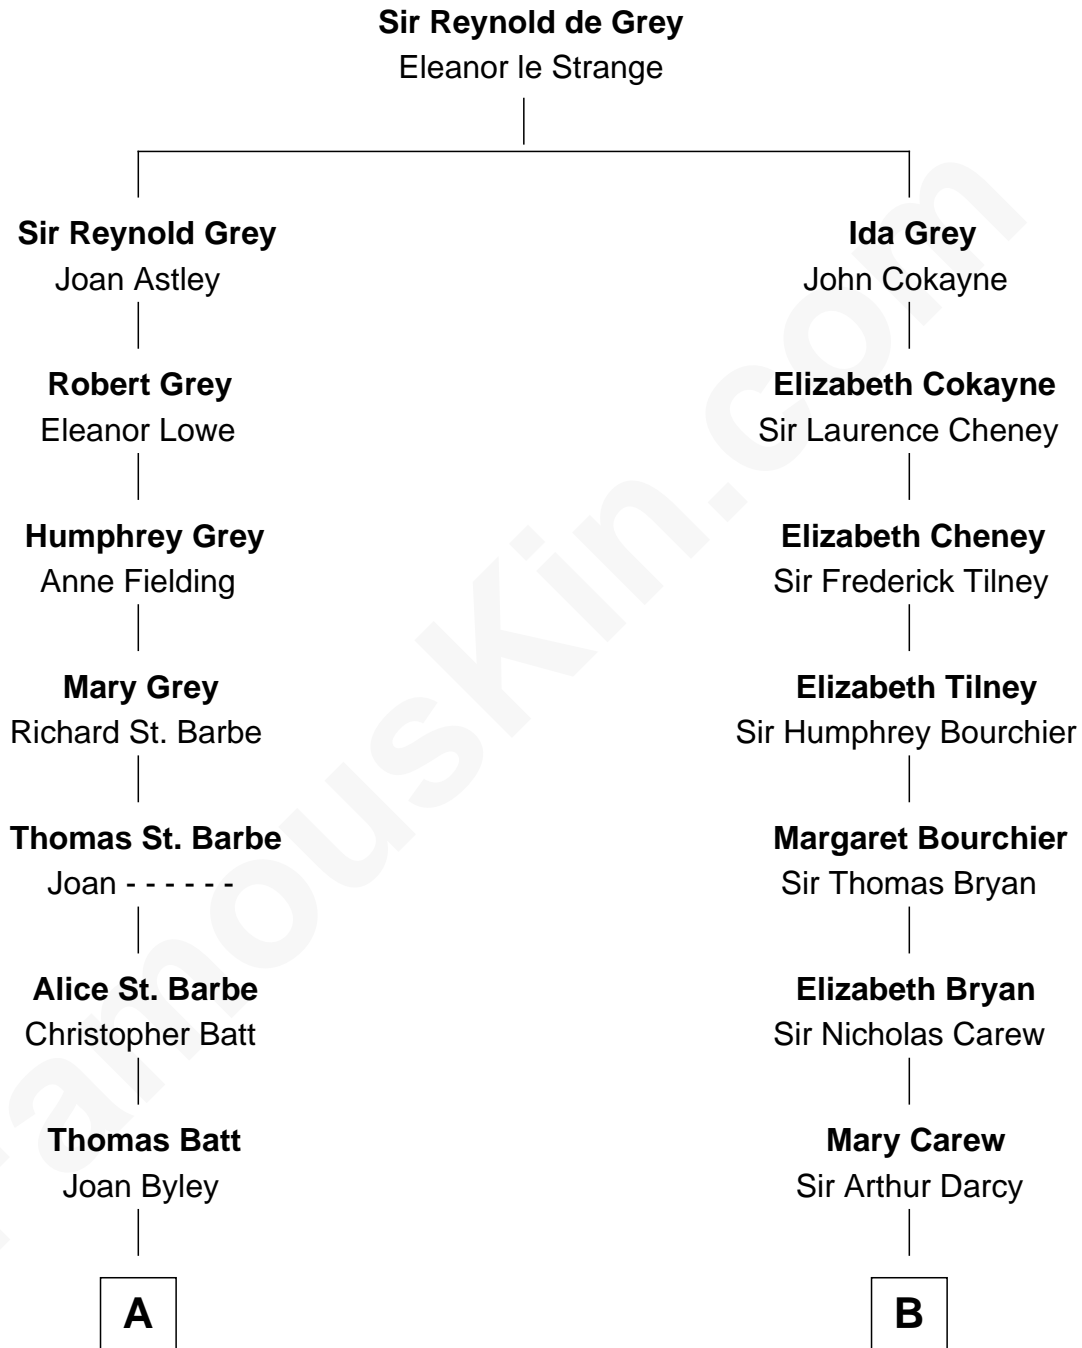 Sir Reynold de Grey
Eleanor le Strange
Sir Reynold Grey
Joan Astley
Ida Grey
John Cokayne
Robert Grey
Eleanor Lowe
Elizabeth Cokayne
Sir Laurence Cheney
Humphrey Grey
Anne Fielding
Elizabeth Cheney
Sir Frederick Tilney
Mary Grey
Richard St. Barbe
Elizabeth Tilney
Sir Humphrey Bourchier
Thomas St. Barbe
Joan - - - - - -
Margaret Bourchier
Sir Thomas Bryan
Alice St. Barbe
Christopher Batt
Elizabeth Bryan
Sir Nicholas Carew
Thomas Batt
Joan Byley
Mary Carew
Sir Arthur Darcy
A
B
FamousKin.com